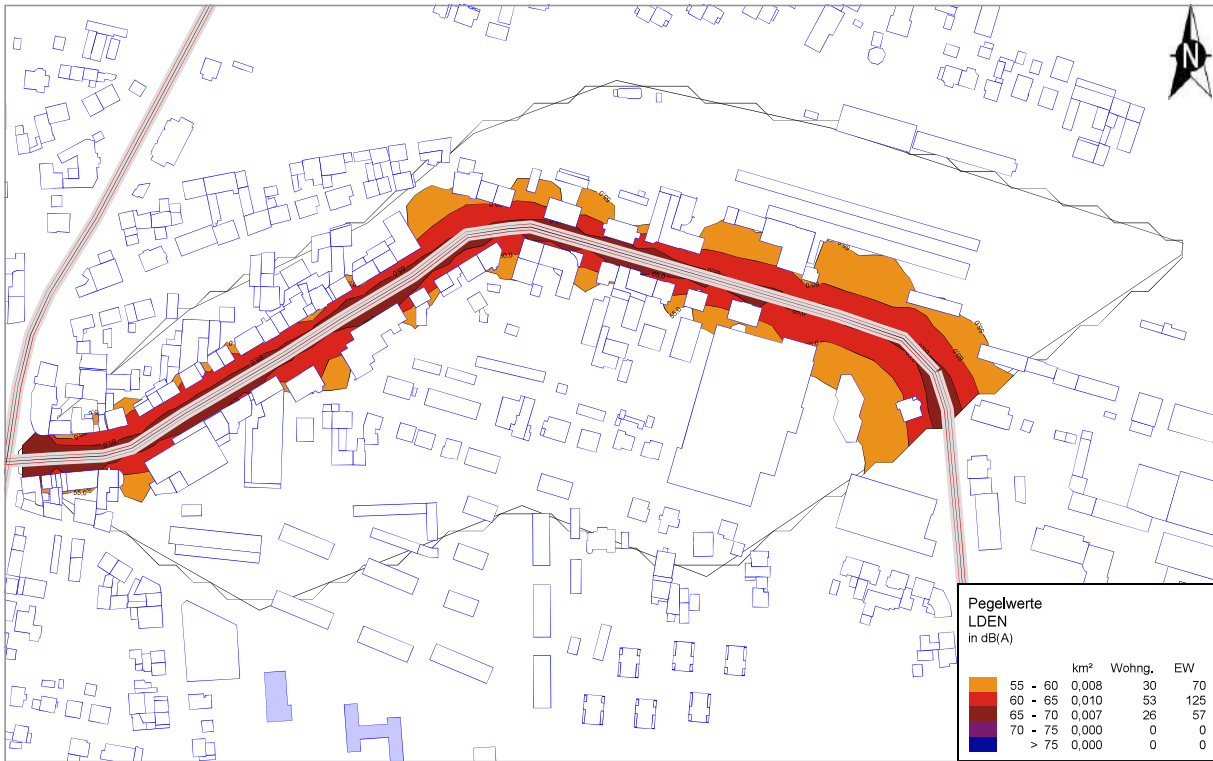 N
Pegelwerte
LDEN
in dB(A)
km² Wohng. EW
55 - 60 0,008 30 70
60 - 65 0,010 53 125
65 - 70 0,007 26 57
70 - 75 0,000 0 0
> 75 0,000 0 0